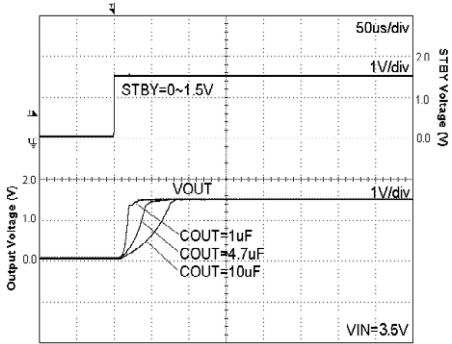 50us/div
1V/div
STBY=0~1.5V
2.0
1.0
0.0
STBY Voltage (V)
2.0
1.0
0.0
Output Voltage (V)
VOUT
1V/div
COUT=1uF
COUT=4.7uF
COUT=10uF
VIN=3.5V